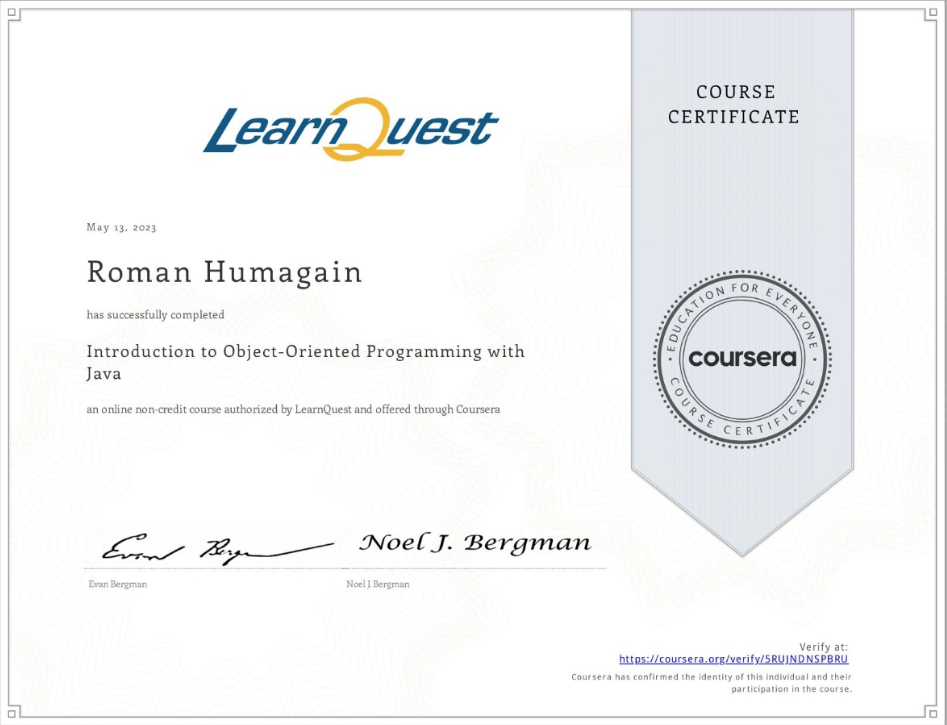 LearnQuest
COURSE
CERTIFICATE
May 13, 2023
Roman Humagain
has successfully completed
Introduction to Object-Oriented Programming with
Java
an online non-credit course authorized by LearnQuest and offered through Coursera
EDUCATION FOR EVERYONE
coursera
COURSE CERTIFICATE
Evan Bergman
Noel J. Bergman
Evan Bergman
Noel J. Bergman
Verify at:
https://coursera.org/verify/5RUJNDNSPBRU
Coursera has confirmed the identity of this individual and their
participation in the course.